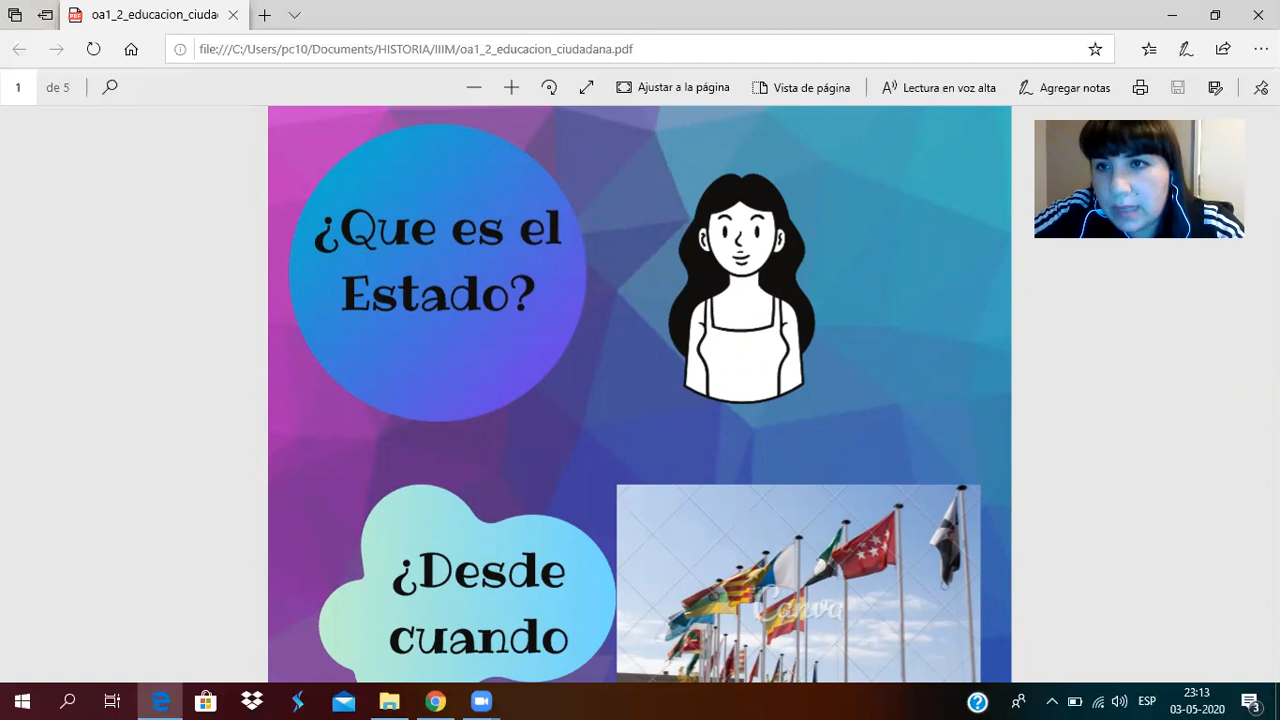 oa1_2_educacion_ciuda
file:///C:/Users/pc10/Documents/HISTORIA/IIIM/oa1_2_educacion_ciudadana.pdf
1 de 5
Ajustar a la página
Vista de página
Lectura en voz alta
Agregar notas
¿Que es el
Estado?
¿Desde
cuando
Canva
ESP
23:13
03-05-2020
3